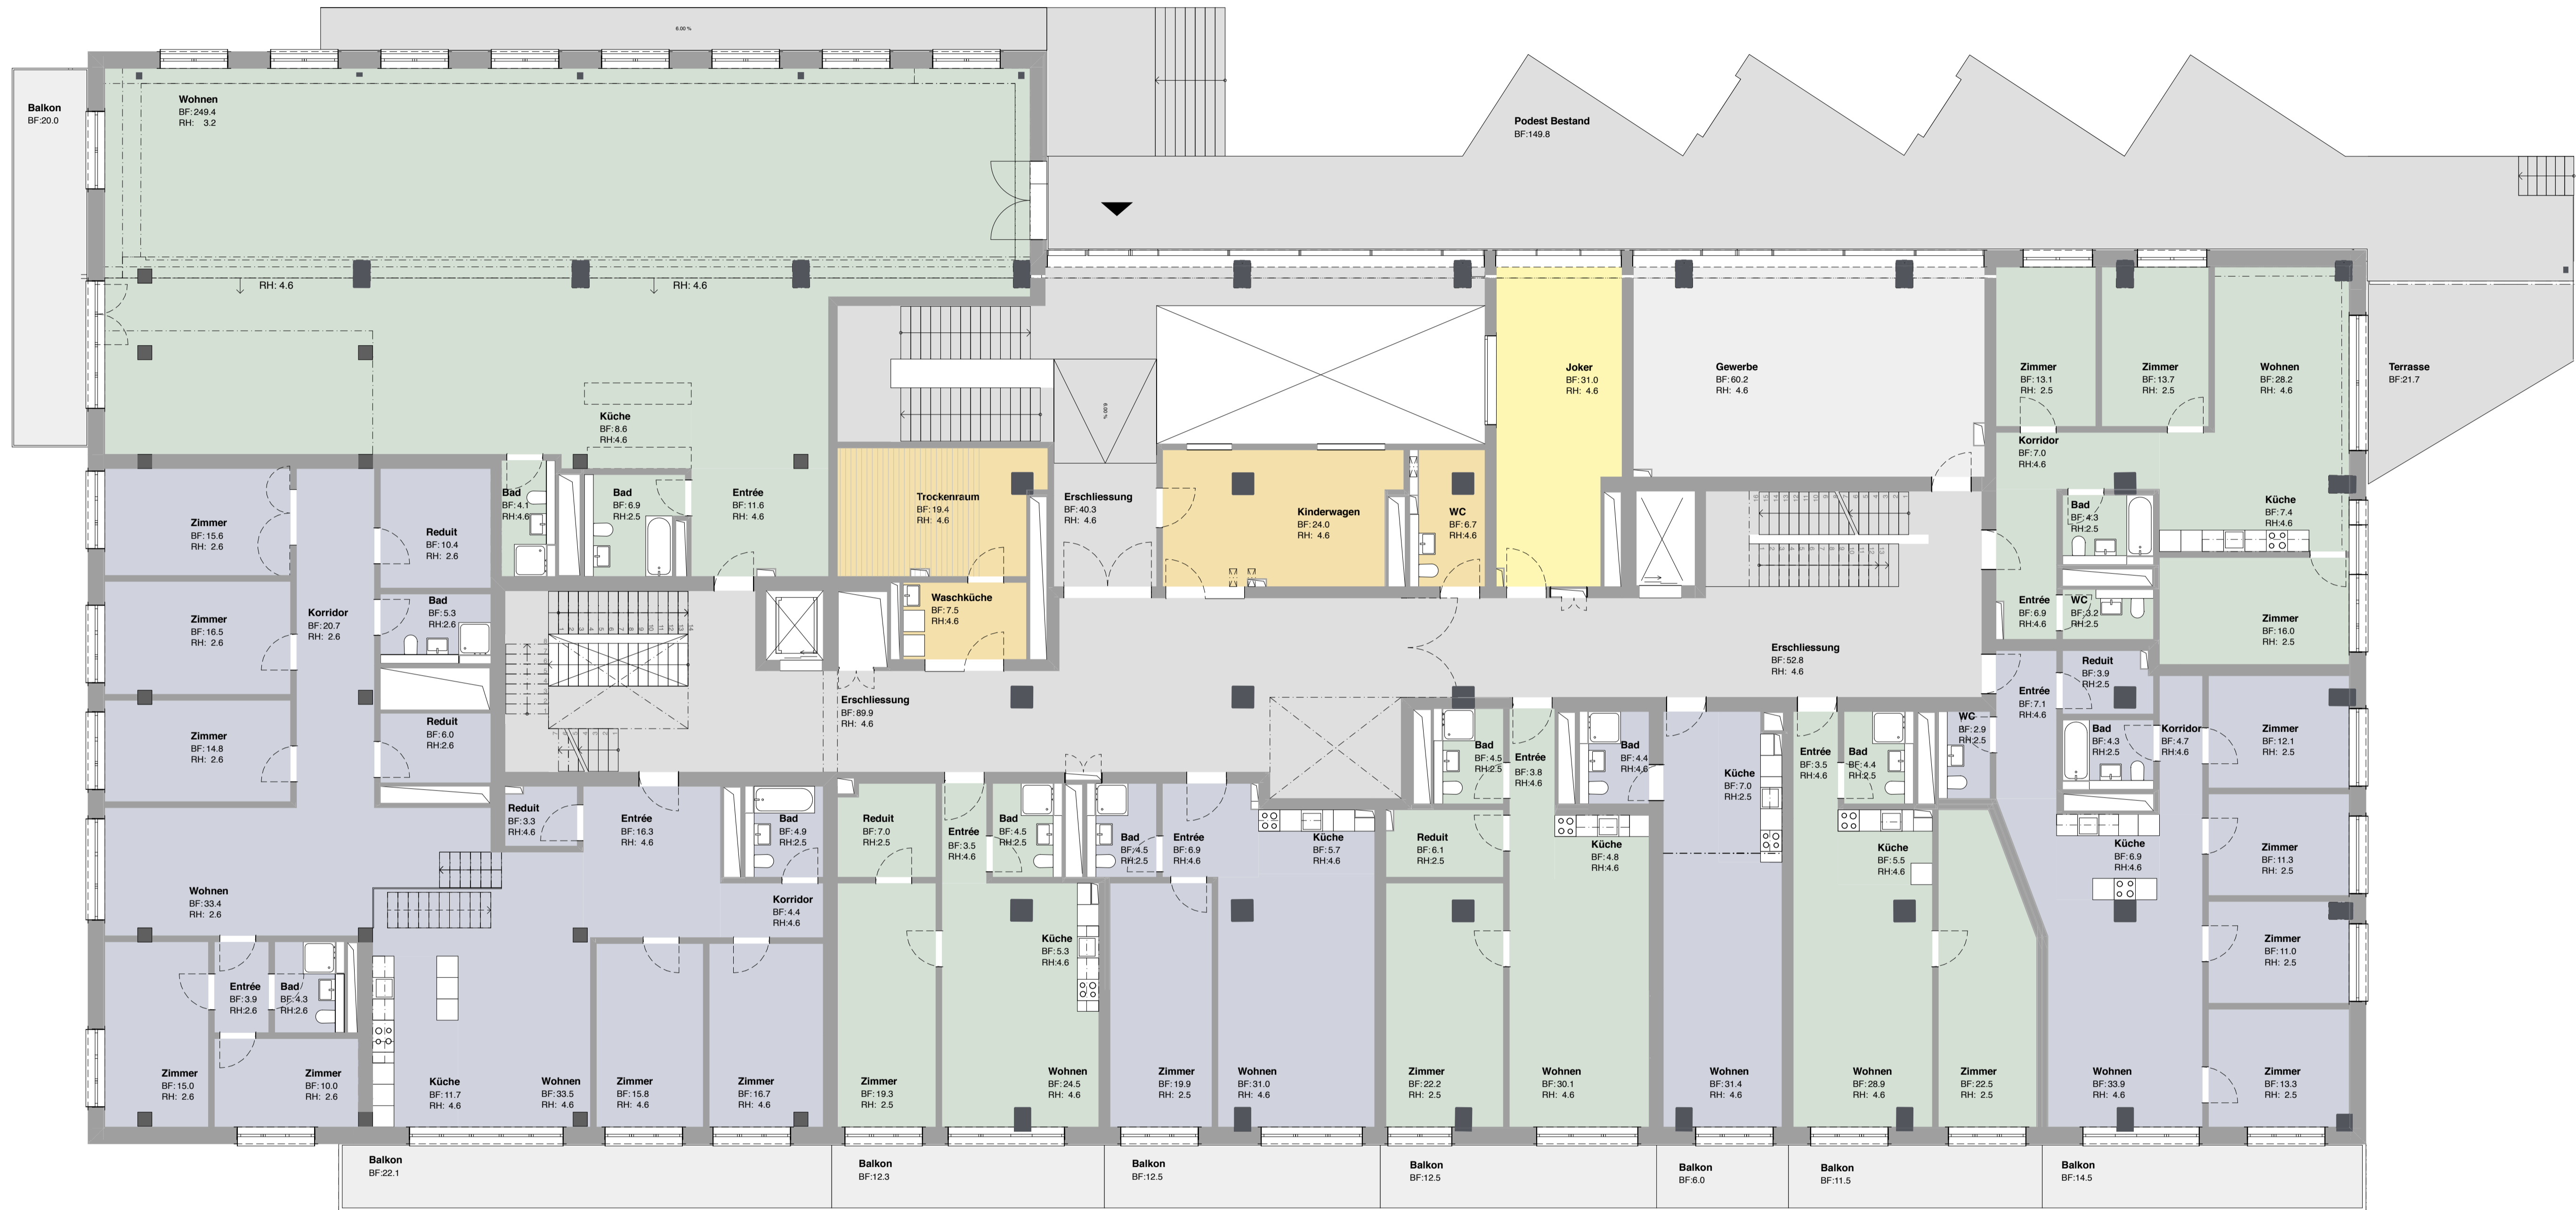 6.00 %
Balkon
BF:20.0
Wohnen
BF:249.4
RH: 3.2
Podest Bestand
BF:149.8
RH: 4.6
RH: 4.6
Küche
BF:8.6
RH:4.6
6.00 %
Joker
BF:31.0
RH: 4.6
Gewerbe
BF:60.2
RH: 4.6
Zimmer
BF:13.1
RH: 2.5
Zimmer
BF:13.7
RH: 2.5
Wohnen
BF:28.2
RH: 4.6
Terrasse
BF:21.7
Korridor
BF:7.0
RH:4.6
Zimmer
BF:15.6
RH: 2.6
Reduit
BF:10.4
RH: 2.6
Bad
BF:4.1
RH:4.6
Bad
BF:6.9
RH:2.5
Entrée
BF:11.6
RH: 4.6
Trockenraum
BF:19.4
RH: 4.6
Erschliessung
BF:40.3
RH: 4.6
Kinderwagen
BF:24.0
RH: 4.6
WC
BF:6.7
RH:4.6
Bad
BF:4.3
RH:2.5
Küche
BF:7.4
RH:4.6
Zimmer
BF:16.5
RH: 2.6
Korridor
BF:20.7
RH: 2.6
Bad
BF:5.3
RH:2.6
Waschküche
BF:7.5
RH:4.6
Entrée
BF:6.9
RH:4.6
WC
BF:3.2
RH:2.5
Zimmer
BF:16.0
RH: 2.5
Erschliessung
BF:52.8
RH: 4.6
Zimmer
BF:14.8
RH: 2.6
Reduit
BF:6.0
RH:2.6
Erschliessung
BF:89.9
RH: 4.6
Entrée
BF:7.1
RH:4.6
Reduit
BF:3.9
RH:2.5
Bad
BF:4.5
RH:2.5
Entrée
BF:3.8
RH:4.6
Bad
BF:4.4
RH:4.6
Küche
BF:7.0
RH:2.5
Entrée
BF:3.5
RH:4.6
Bad
BF:4.4
RH:2.5
WC
BF:2.9
RH:2.5
Bad
BF:4.3
RH:2.5
Korridor
BF:4.7
RH:4.6
Zimmer
BF:12.1
RH: 2.5
Reduit
BF:3.3
RH:4.6
Entrée
BF:16.3
RH: 4.6
Bad
BF:4.9
RH:2.5
Reduit
BF:7.0
RH:2.5
Entrée
BF:3.5
RH:4.6
Bad
BF:4.5
RH:2.5
Bad
BF:4.5
RH:2.5
Entrée
BF:6.9
RH:4.6
Küche
BF:5.7
RH:4.6
Reduit
BF:6.1
RH:2.5
Küche
BF:4.8
RH:4.6
Küche
BF:5.5
RH:4.6
Küche
BF:6.9
RH:4.6
Zimmer
BF:11.3
RH: 2.5
Wohnen
BF:33.4
RH: 2.6
Korridor
BF:4.4
RH:4.6
Küche
BF:5.3
RH:4.6
Zimmer
BF:11.0
RH: 2.5
Entrée
BF:3.9
RH:2.6
Bad
BF:4.3
RH:2.6
Zimmer
BF:15.0
RH: 2.6
Zimmer
BF:10.0
RH: 2.6
Küche
BF:11.7
RH: 4.6
Wohnen
BF:33.5
RH: 4.6
Zimmer
BF:15.8
RH: 4.6
Zimmer
BF:16.7
RH: 4.6
Zimmer
BF:19.3
RH: 2.5
Wohnen
BF:24.5
RH: 4.6
Zimmer
BF:19.9
RH: 2.5
Wohnen
BF:31.0
RH: 4.6
Zimmer
BF:22.2
RH: 2.5
Wohnen
BF:30.1
RH: 4.6
Wohnen
BF:31.4
RH: 4.6
Wohnen
BF:28.9
RH: 4.6
Zimmer
BF:22.5
RH: 2.5
Wohnen
BF:33.9
RH: 4.6
Zimmer
BF:13.3
RH: 2.5
Balkon
BF:22.1
Balkon
BF:12.3
Balkon
BF:12.5
Balkon
BF:12.5
Balkon
BF:6.0
Balkon
BF:11.5
Balkon
BF:14.5